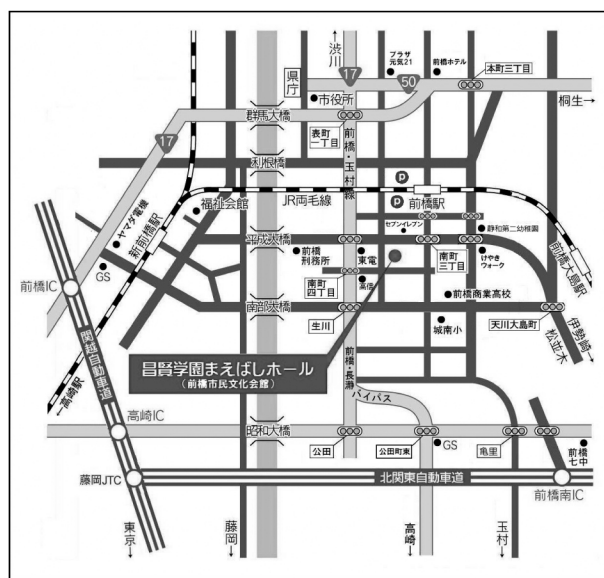 ↑
渋川
プラザ
元気21
前橋ホテル
本町三丁目
17
50
県庁
市役所
桐生→
群馬大橋
表町
一丁目
17
前橋・玉村線
利根橋
P
P
福祉会館
JR両毛線
前橋駅
ヤマダ電機
新前橋駅
セブンイレブン
静和第二幼稚園
平成大橋
前橋
刑務所
東電
南町
三丁目
けやき
ウォーク
前橋大島駅
GS
南町
四丁目
高信
前橋IC
前橋商業高校
南部大橋
生川
城南小
天川大島町
伊勢崎
松並木
関越自動車道
昌賢学園まえばしホール
(前橋市民文化会館)
前橋・長瀞
バイパス
←高崎駅
高崎IC
昭和大橋
公田
公田町東
GS
亀里
前橋
七中
藤岡JTC
北関東自動車道
前橋南IC
東京
↓
藤岡
↓
高崎
↓
玉村
↓